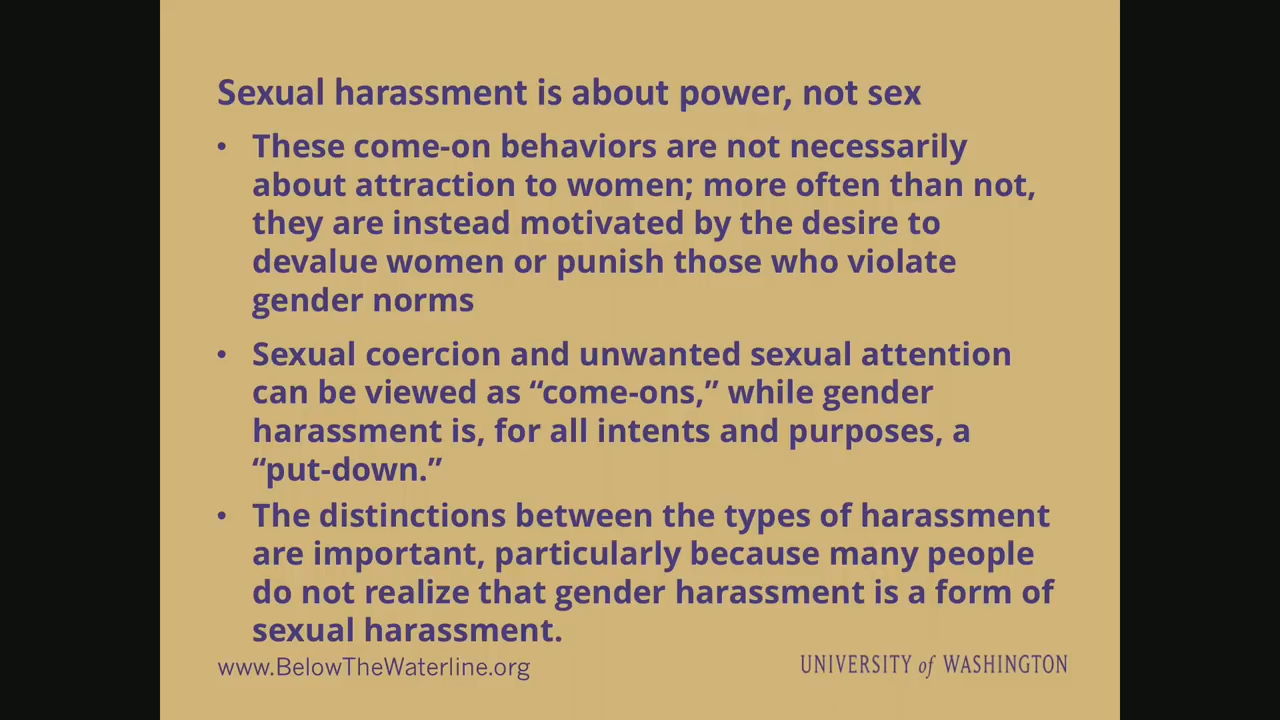 Sexual harassment is about power, not sex
• These come-on behaviors are not necessarily
about attraction to women; more often than not,
they are instead motivated by the desire to
devalue women or punish those who violate
gender norms
• Sexual coercion and unwanted sexual attention
can be viewed as “come-ons,” while gender
harassment is, for all intents and purposes, a
“put-down.”
• The distinctions between the types of harassment
are important, particularly because many people
do not realize that gender harassment is a form of
sexual harassment.
www.BelowTheWaterline.org
UNIVERSITY of WASHINGTON